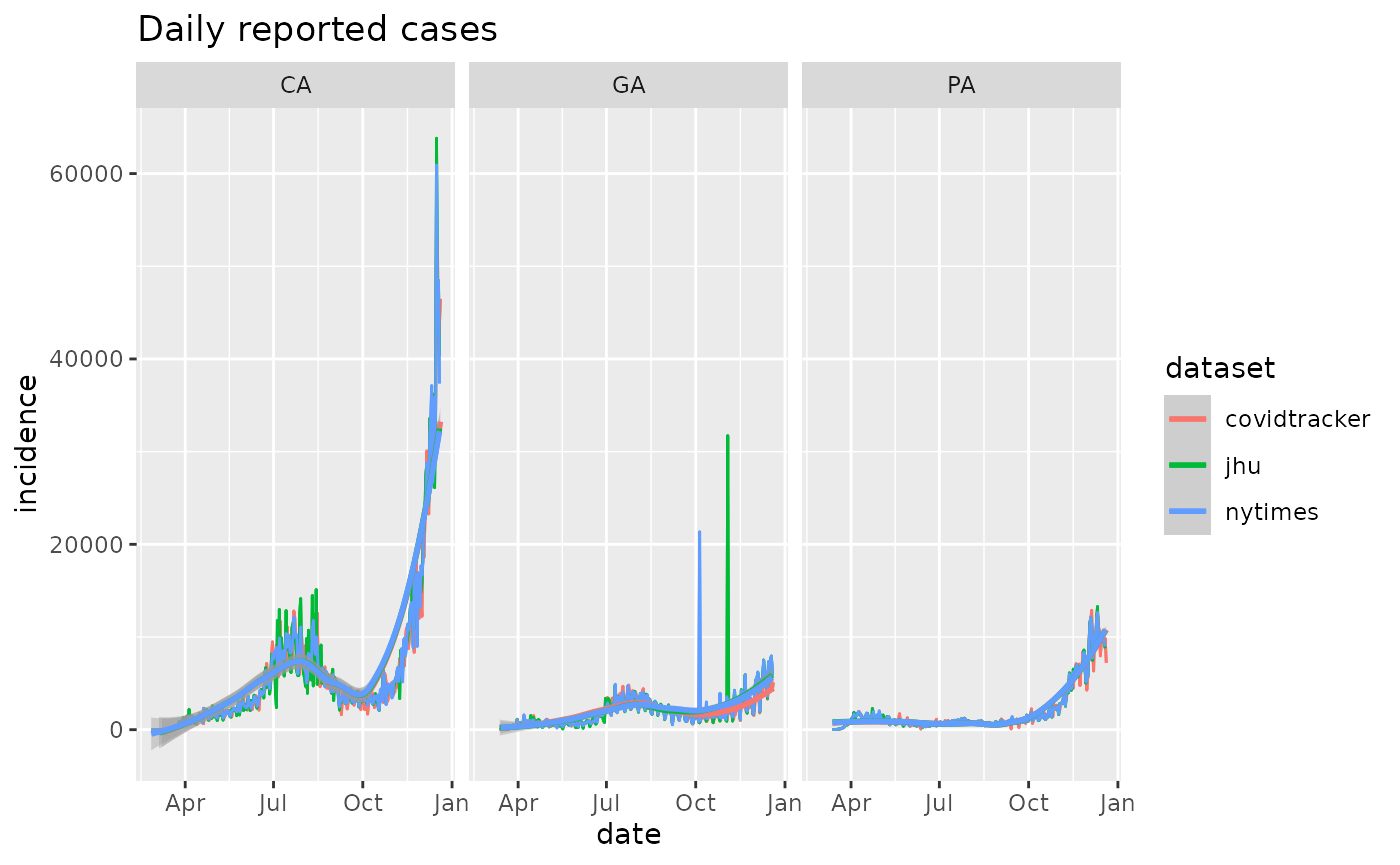 Daily reported cases
CA GA PA
60000
40000
20000
0
incidence
Apr Jul Oct Jan Apr Jul Oct Jan Apr Jul Oct Jan
date
dataset
covidtracker
jhu
nytimes